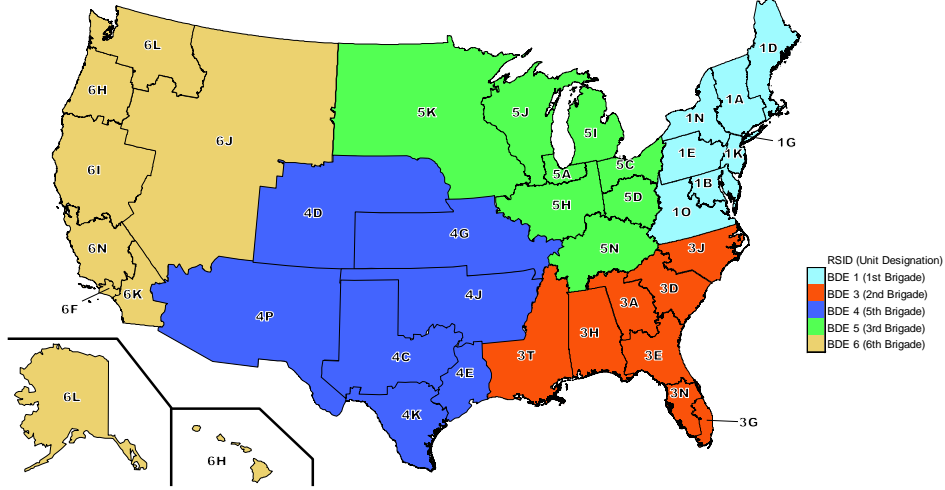 1D
6L
6H
1A
5K
5J
1N
5I
6J
1G
1E
1K
5C
6I
5A
1B
5D
5H
4D
1O
4G
5N
6N
3J
RSID (Unit Designation)
BDE 1 (1st Brigade)
6K
3D
BDE 3 (2nd Brigade)
4J
3A
BDE 4 (5th Brigade)
6F
4P
BDE 5 (3rd Brigade)
3H
BDE 6 (6th Brigade)
4C
3T
3E
4E
3N
6L
4K
3G
6H